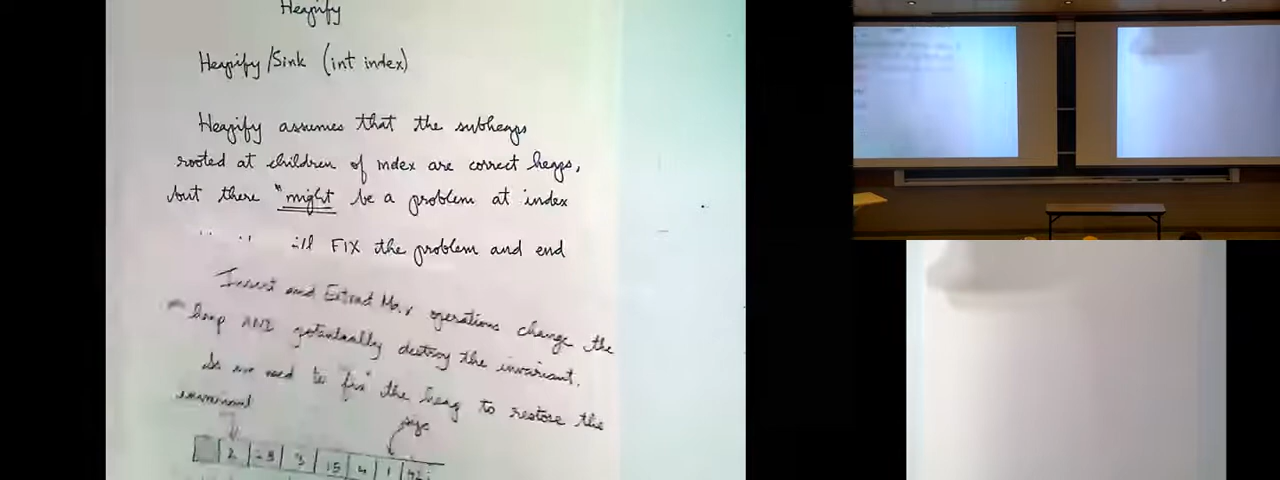 Heapify
Heapify/Sink (int index)
Heapify assumes that the subheaps
rooted at children of index are correct heaps,
but there "might be a problem at index
ill FIX the problem and end
Insert and Extract Max operations change the
heap AND potentially destroy the invariant.
So we need to "fix" the heap to restore the
invariant
2 -3 3 15 4 1